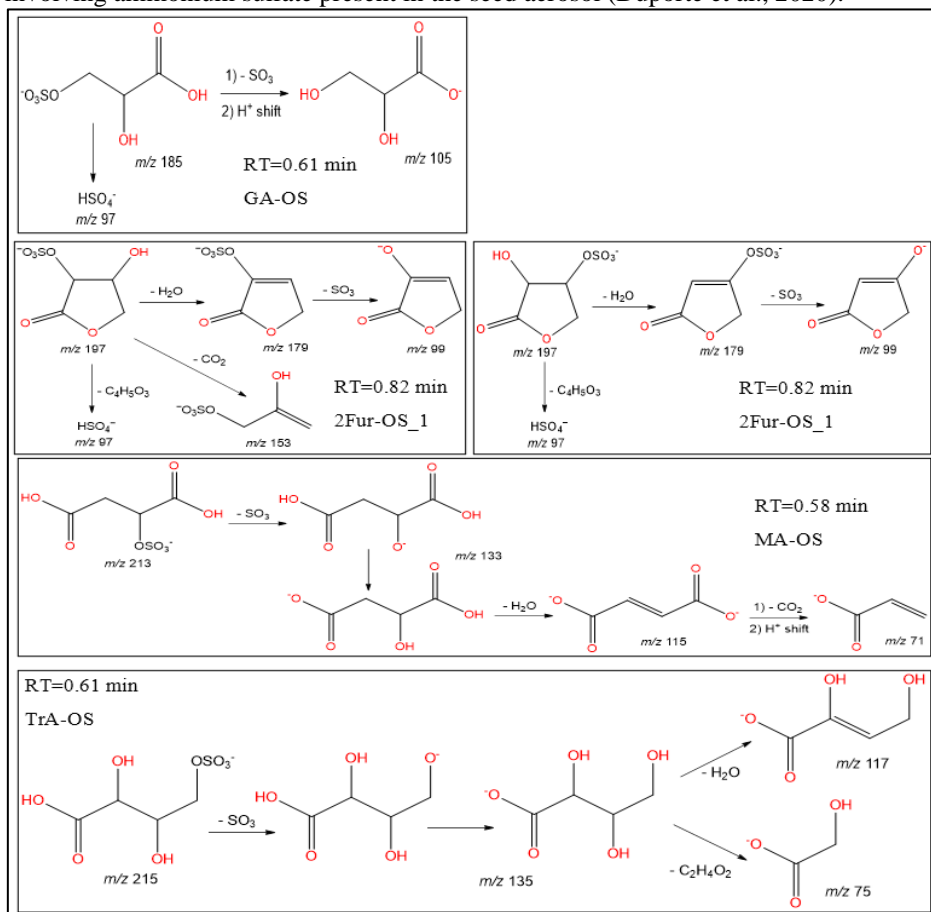 involving ammonium sulfate present in the seed aerosol (Duporté et al., 2020).
O
⁻O₃SO
OH
OH
m/z 185
1) - SO₃
2) H⁺ shift
O
HO
O⁻
OH
m/z 105
HSO₄⁻
m/z 97
RT=0.61 min
GA-OS
⁻O₃SO
OH
O
O
m/z 197
- H₂O
⁻O₃SO
O
O
m/z 179
- SO₃
⁻O
O
O
m/z 99
- CO₂
- C₄H₅O₃
HSO₄⁻
m/z 97
OH
⁻O₃SO
m/z 153
RT=0.82 min
2Fur-OS_1
HO
OSO₃⁻
O
O
m/z 197
- H₂O
OSO₃⁻
O
O
m/z 179
- SO₃
O⁻
O
O
m/z 99
- C₄H₅O₃
HSO₄⁻
m/z 97
RT=0.82 min
2Fur-OS_1
O
HO
OH
O
OSO₃⁻
m/z 213
- SO₃
O
HO
OH
O
O⁻
m/z 133
RT=0.58 min
MA-OS
O
⁻O
OH
O
OH
- H₂O
O
⁻O
O⁻
O
m/z 115
1) - CO₂
2) H⁺ shift
⁻O
O
m/z 71
RT=0.61 min
TrA-OS
OH
OSO₃⁻
HO
O
OH
m/z 215
- SO₃
OH
O⁻
HO
O
OH
OH
OH
⁻O
O
OH
m/z 135
- H₂O
OH
OH
⁻O
O
m/z 117
- C₂H₄O₂
OH
⁻O
O
m/z 75